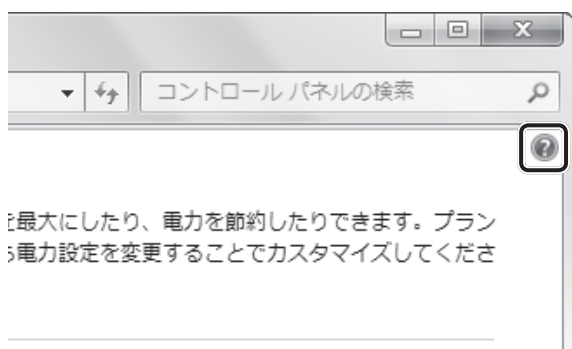 コントロール パネルの検索
を最大にしたり、電力を節約したりできます。プラン
ら電力設定を変更することでカスタマイズしてくださ